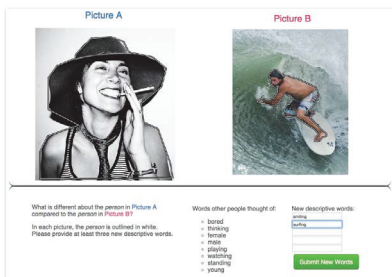 Picture A
Picture B
What is different about the person in Picture A
compared to the person in Picture B?
In each picture, the person is outlined in white.
Please provide at least three new descriptive words.
Words other people thought of:
bored
thinking
female
male
playing
watching
standing
young
New descriptive words:
smiling
surfing
Submit New Words